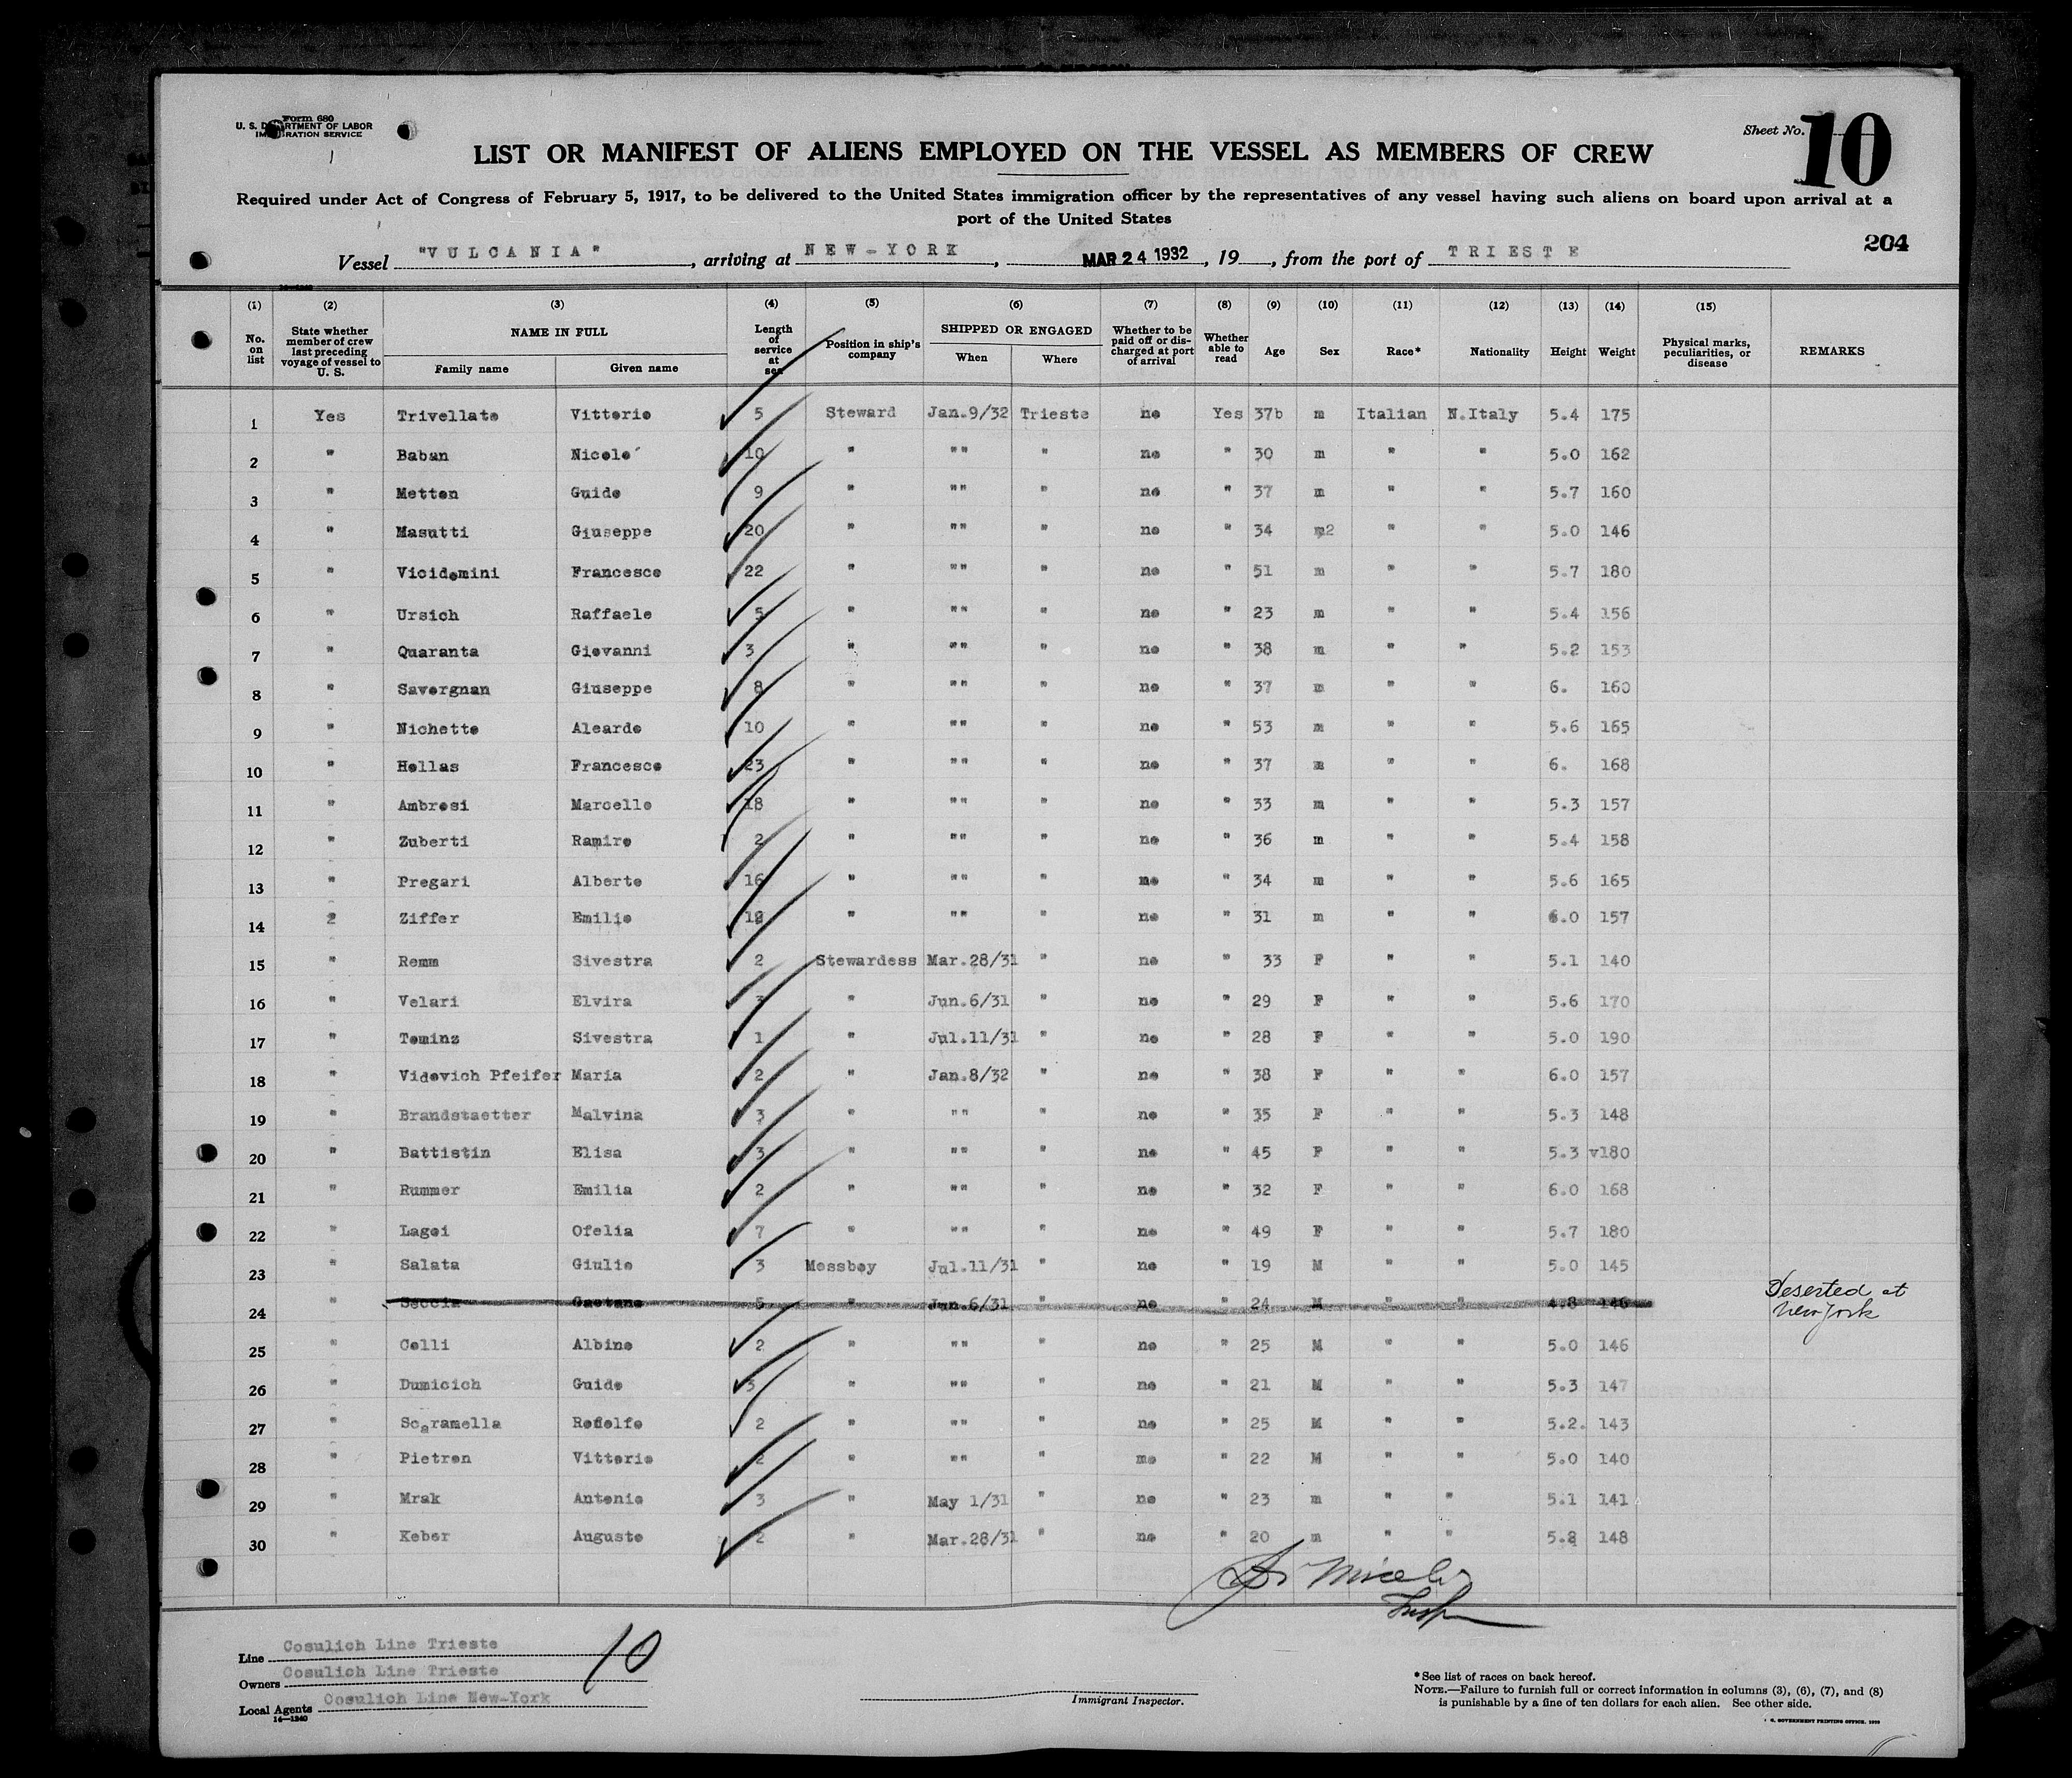 Form 680
U. S. DEPARTMENT OF LABOR
IMMIGRATION SERVICE
Sheet No. 10
LIST OR MANIFEST OF ALIENS EMPLOYED ON THE VESSEL AS MEMBERS OF CREW
Required under Act of Congress of February 5, 1917, to be delivered to the United States immigration officer by the representatives of any vessel having such aliens on board upon arrival at a
port of the United States
204
Vessel "VULCANIA", arriving at NEW-YORK, MAR 24 1932, 19, from the port of TRIESTE
(1) (2) (3) (4) (5) (6) (7) (8) (9) (10) (11) (12) (13) (14) (15)
No. on list State whether member of crew last preceding voyage of vessel to U. S. NAME IN FULL Family name Given name Length of service at sea Position in ship's company SHIPPED OR ENGAGED When Where Whether to be paid off or discharged at port of arrival Whether able to read Age Sex Race* Nationality Height Weight Physical marks, peculiarities, or disease REMARKS
1 Yes Trivellato Vittorio 5 Steward Jan.9/32 Trieste no Yes 37b m Italian N.Italy 5.4 175
2 " Baban Nicolo' 10 " "" " no " 30 m " " 5.0 162
3 " Metton Guido 9 " "" " no " 37 m " " 5.7 160
4 " Masutti Giuseppe 20 " "" " no " 34 m2 " " 5.0 146
5 " Vicidomini Francesco 22 " "" " no " 51 m " " 5.7 180
6 " Ursich Raffaele 5 " "" " no " 23 m " " 5.4 156
7 " Quaranta Giovanni 3 " "" " no " 38 m " " 5.2 153
8 " Savorgnan Giuseppe 8 " "" " no " 37 m " " 6. 160
9 " Nichetto Aleardo 10 " "" " no " 53 m " " 5.6 165
10 " Hollas Francesco 23 " "" " no " 37 m " " 6. 168
11 " Ambrosi Marcello 18 " "" " no " 33 m " " 5.3 157
12 " Zuberti Ramiro 2 " "" " no " 36 m " " 5.4 158
13 " Pregari Alberto 16 " "" " no " 34 m " " 5.6 165
14 2 Ziffer Emilio " "" " no " 31 m " " 6.0 157
15 " Remm Sivestra 2 Stewardess Mar.28/31 " no " 33 F " " 5.1 140
16 " Velari Elvira 3 " Jun.6/31 " no " 29 F " " 5.6 170
17 " Tominz Sivestra 1 " Jul.11/31 " no " 28 F " " 5.0 190
18 " Vidovich Pfeifer Maria 2 " Jan.8/32 " no " 38 F " " 6.0 157
19 " Brandstaetter Malvina 3 " "" " no " 35 F " " 5.3 148
20 " Battistin Elisa 3 " "" " no " 45 F " " 5.3 v180
21 " Rummer Emilia 2 " "" " no " 32 F " " 6.0 168
22 " Lagoi Ofelia 7 " "" " no " 49 F " " 5.7 180
23 " Salata Giulio 3 Messboy Jul.11/31 " no " 19 M " " 5.0 145
24 " Seccia Gaetano 5 " Jun.6/31 " no " 24 M " " 4.8 146 Deserted at New York
25 " Colli Albino 2 " "" " no " 25 M " " 5.0 146
26 " Dumicich Guido 3 " "" " no " 21 M " " 5.3 147
27 " Scaramella Rodolfo 2 " "" " no " 25 M " " 5.2. 143
28 " Pietron Vittorio 2 " "" " mo " 22 M " " 5.0 140
29 " Mrak Antonio 3 " May 1/31 " no " 23 m " " 5.1 141
30 " Keber Augusto 2 " Mar.28/31 " no " 20 m " " 5.2 148
Line Cosulich Line Trieste
Owners Cosulich Line Trieste
Local Agents Cosulich Line New-York
14—1240
10
Immigrant Inspector.
*See list of races on back hereof.
NOTE.—Failure to furnish full or correct information in columns (3), (6), (7), and (8)
is punishable by a fine of ten dollars for each alien. See other side.
U. S. GOVERNMENT PRINTING OFFICE